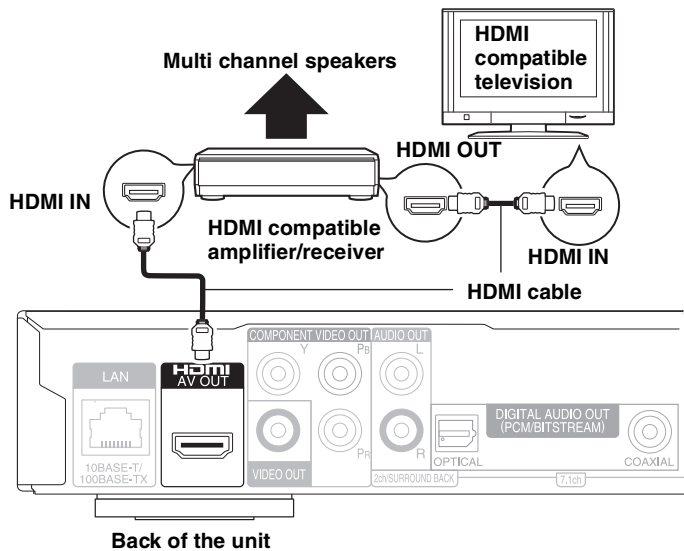 HDMI
compatible
television
Multi channel speakers
HDMI OUT
HDMI IN
HDMI compatible
amplifier/receiver
HDMI IN
HDMI cable
COMPONENT VIDEO OUT
AUDIO OUT
Y
PB
L
LAN
HDMI
AV OUT
DIGITAL AUDIO OUT
(PCM/BITSTREAM)
10BASE-T/
100BASE-TX
VIDEO OUT
PR
R
OPTICAL
COAXIAL
2ch/SURROUND BACK
7.1ch
Back of the unit